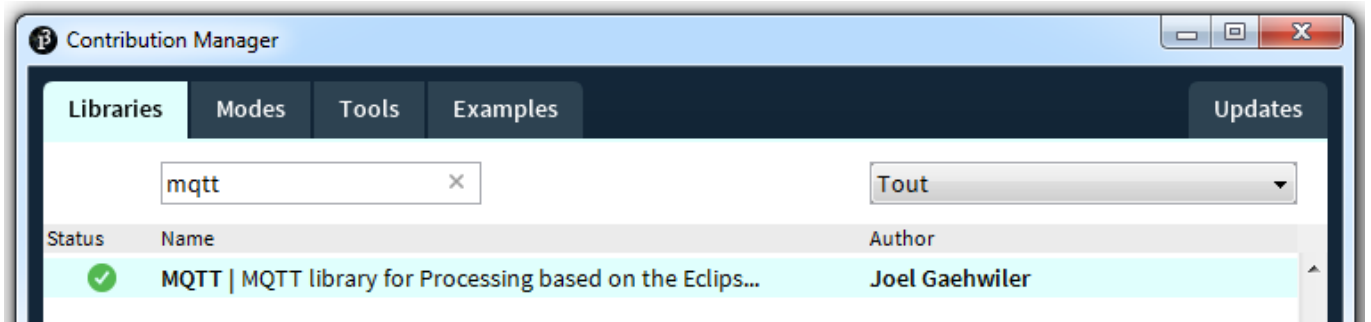 Contribution Manager
Libraries Modes Tools Examples Updates
mqtt Tout
Status Name Author
MQTT | MQTT library for Processing based on the Eclips... Joel Gaehwiler